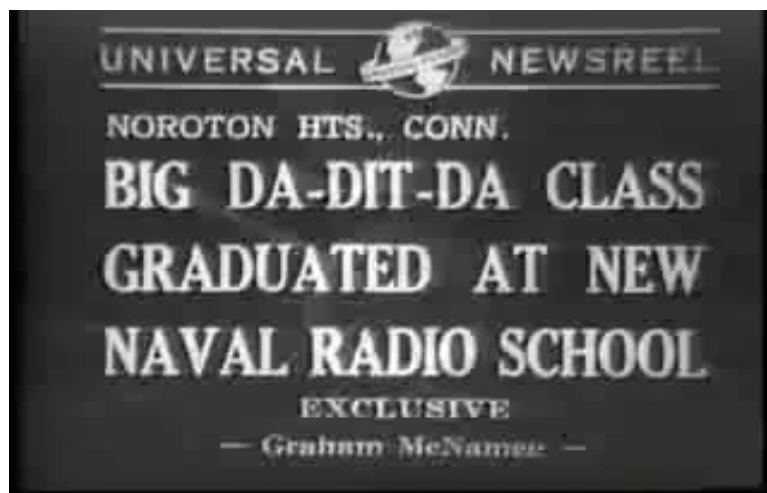 UNIVERSAL NEWSREEL
NOROTON HTS., CONN.
BIG DA-DIT-DA CLASS
GRADUATED AT NEW
NAVAL RADIO SCHOOL
EXCLUSIVE
— Graham McNamee —